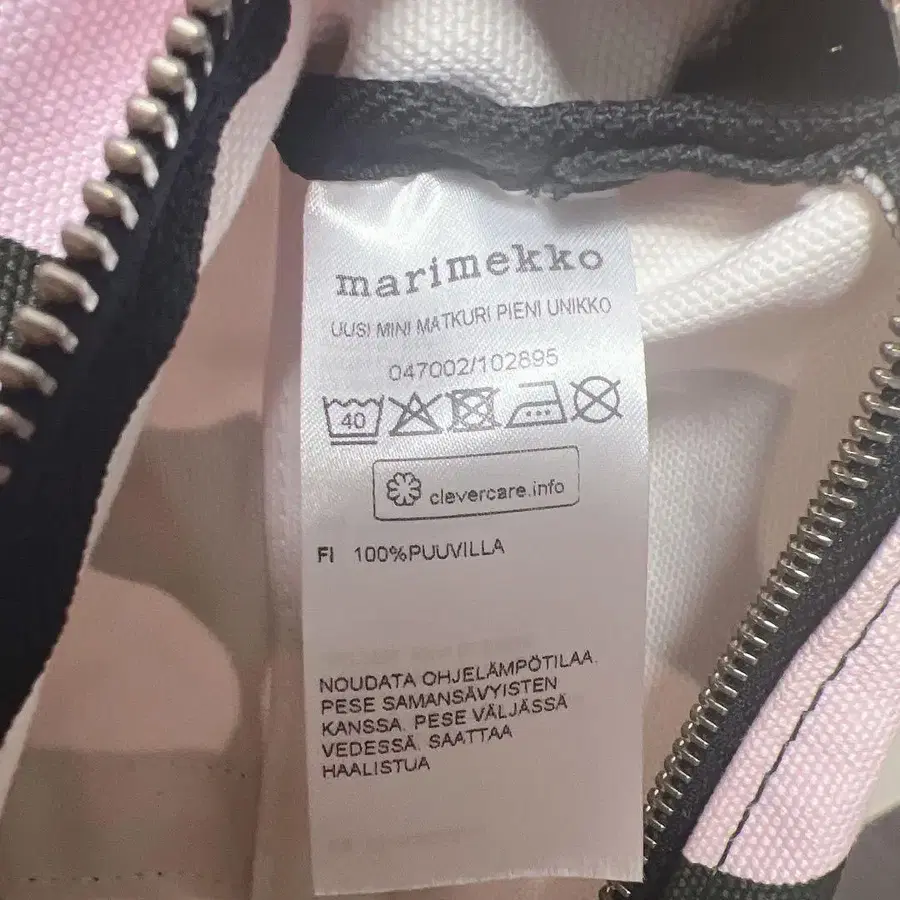 marimekko
UUSI MINI MATKURI PIENI UNIKKO
047002/102895
40
clevercare.info
FI 100%PUUVILLA
NOUDATA OHJELÄMPÖTILAA.
PESE SAMANSÄVYISTEN
KANSSA. PESE VÄLJÄSSÄ
VEDESSÄ. SAATTAA
HAALISTUA